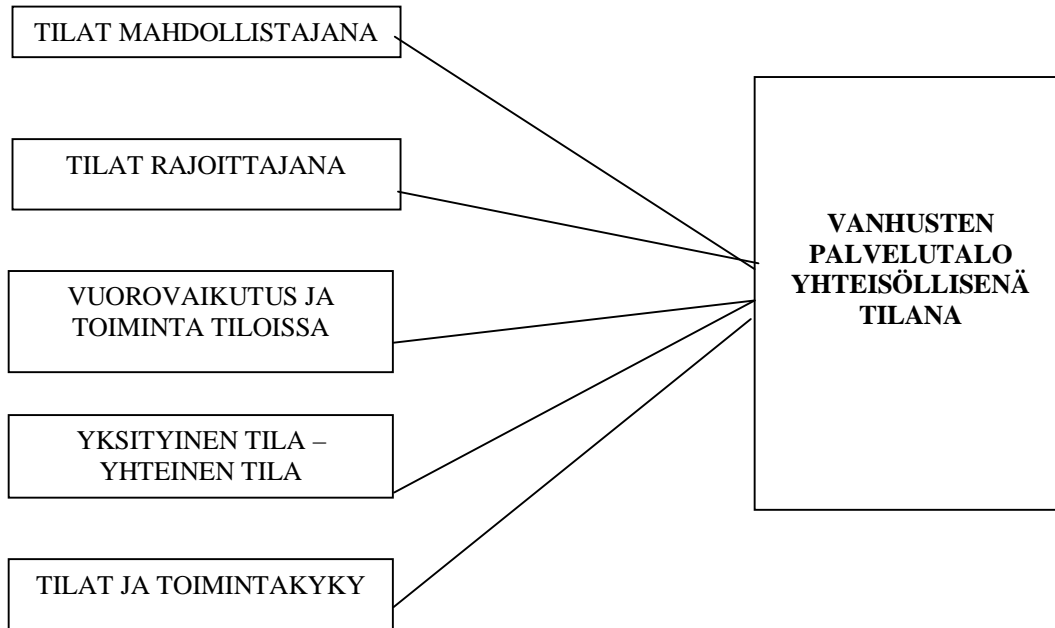 TILAT MAHDOLLISTAJANA
TILAT RAJOITTAJANA
VUOROVAIKUTUS JA
TOIMINTA TILOISSA
YKSITYINEN TILA –
YHTEINEN TILA
TILAT JA TOIMINTAKYKY
VANHUSTEN
PALVELUTALO
YHTEISÖLLISENÄ
TILANA